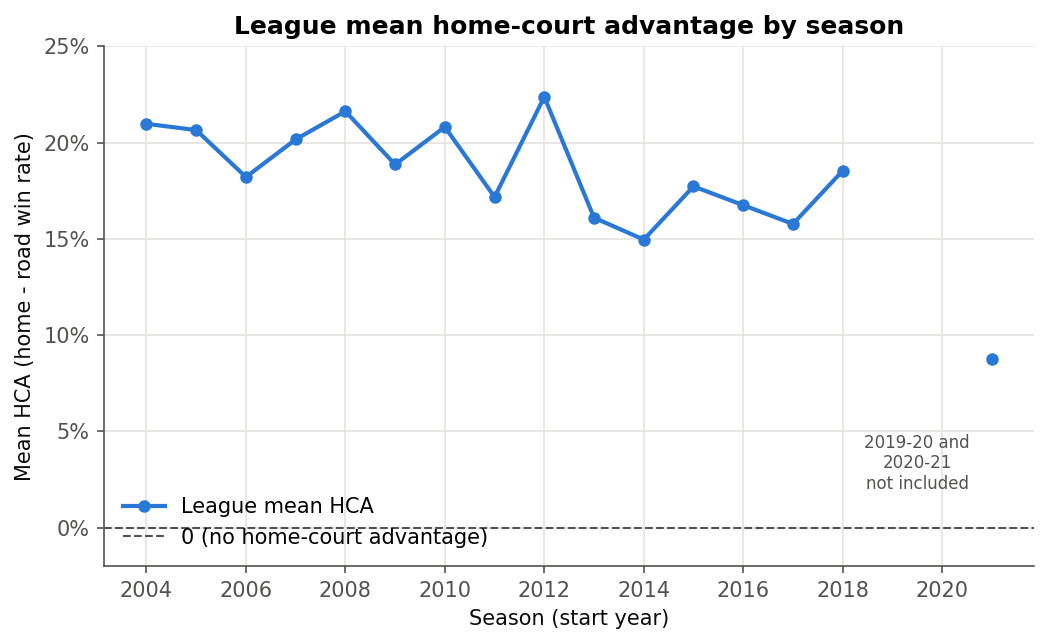 League mean home-court advantage by season
Mean HCA (home - road win rate)
25%
20%
15%
10%
5%
0%
2019-20 and
2020-21
not included
League mean HCA
0 (no home-court advantage)
2004 2006 2008 2010 2012 2014 2016 2018 2020
Season (start year)